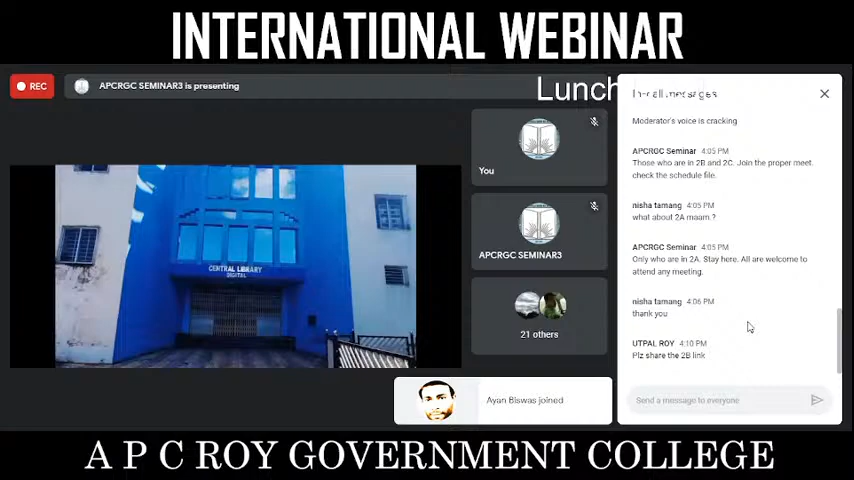 INTERNATIONAL WEBINAR
REC
APCRGC SEMINAR3 is presenting
Lunch
In-call messages
Moderator's voice is cracking
APCRGC Seminar 4:05 PM
Those who are in 2B and 2C. Join the proper meet.
check the schedule file.
nisha tamang 4:05 PM
what about 2A maam ?
APCRGC Seminar 4:05 PM
Only who are in 2A. Stay here. All are welcome to
attend any meeting.
nisha tamang 4:06 PM
thank you
UTPAL ROY 4:10 PM
Plz share the 2B link
Send a message to everyone
You
APCRGC SEMINAR3
21 others
Ayan Biswas joined
CENTRAL LIBRARY
DIGITAL
A P C ROY GOVERNMENT COLLEGE